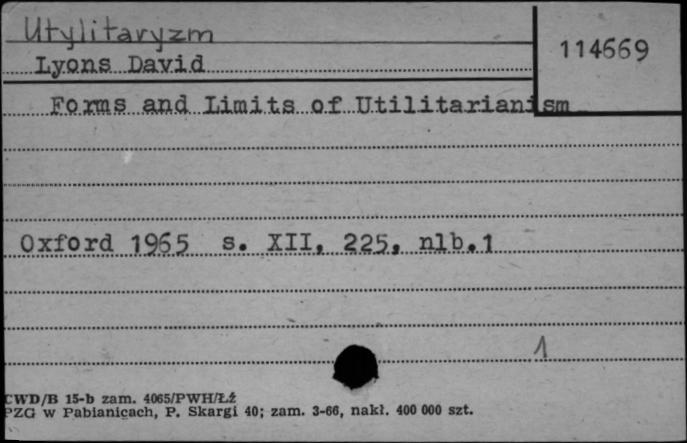 Utylitaryzm
114669
Lyons David
Forms and Limits of Utilitarianism
Oxford 1965 s. XII, 225, nlb.1
1
CWD/B 15-b zam. 4065/PWH/Łż
PZG w Pabianicach, P. Skargi 40; zam. 3-66, nakł. 400 000 szt.